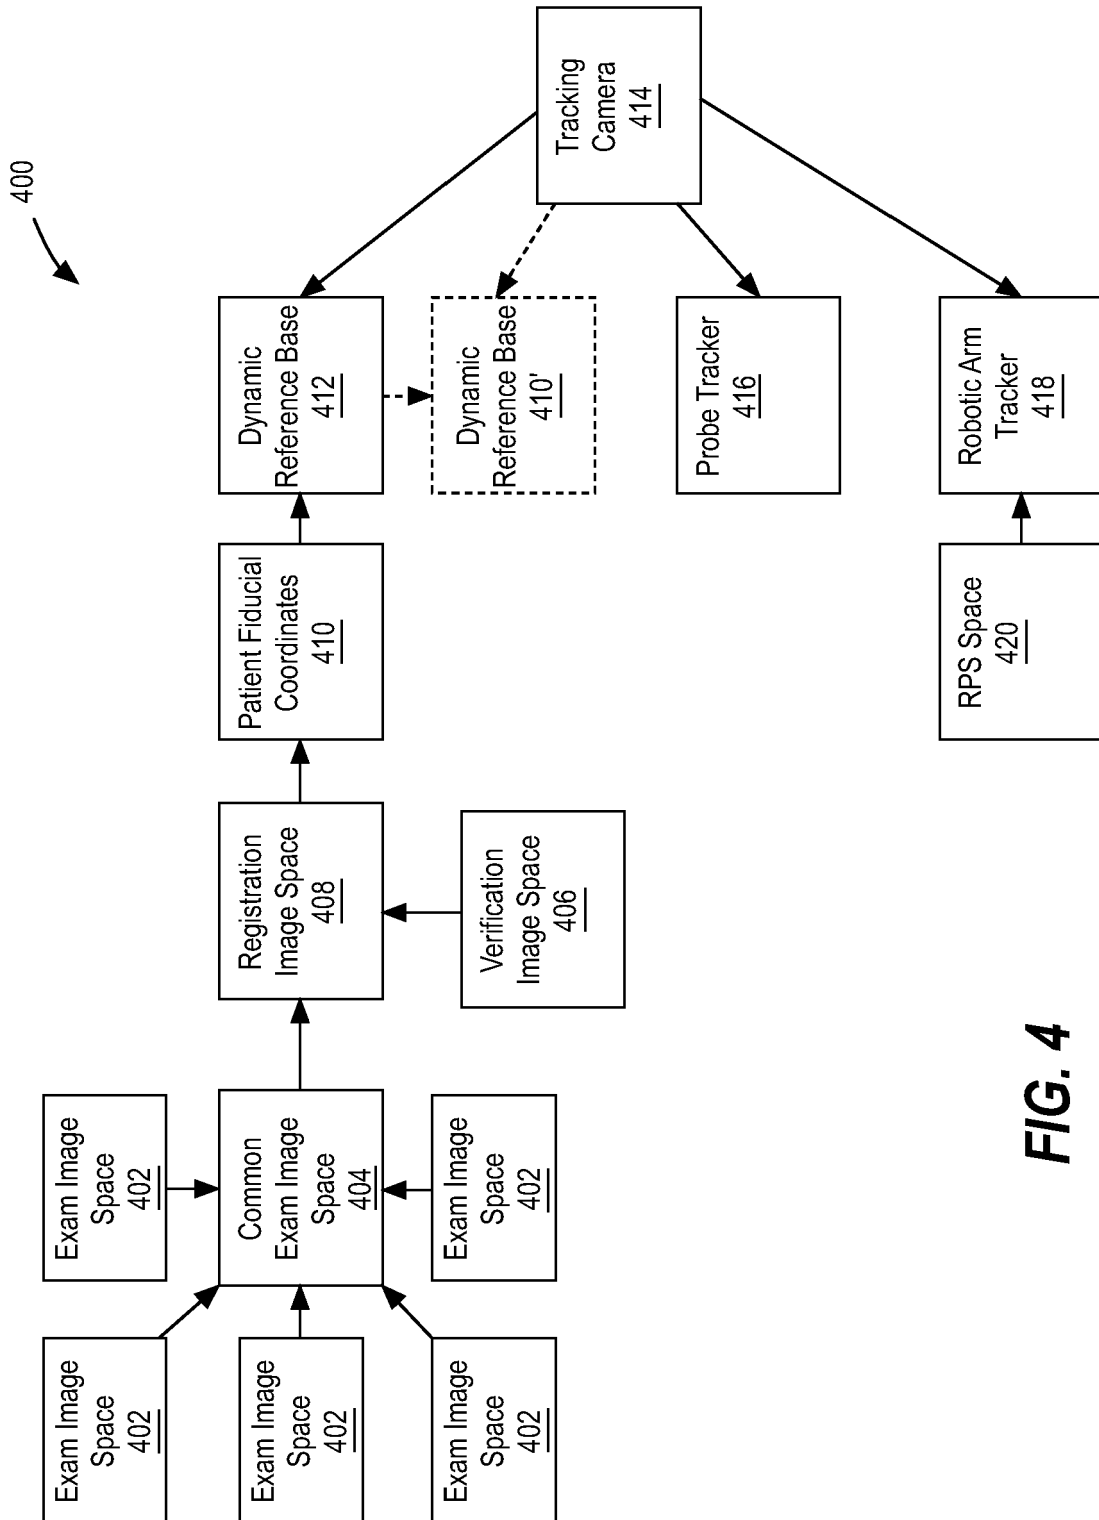 400
Exam Image
Space
402
Exam Image
Space
402
Exam Image
Space
402
Exam Image
Space
402
Exam Image
Space
402
Common
Exam Image
Space
404
Registration
Image Space
408
Verification
Image Space
406
Patient Fiducial
Coordinates
410
Dynamic
Reference Base
412
Dynamic
Reference Base
410'
Tracking
Camera
414
Probe Tracker
416
Robotic Arm
Tracker
418
RPS Space
420
FIG. 4